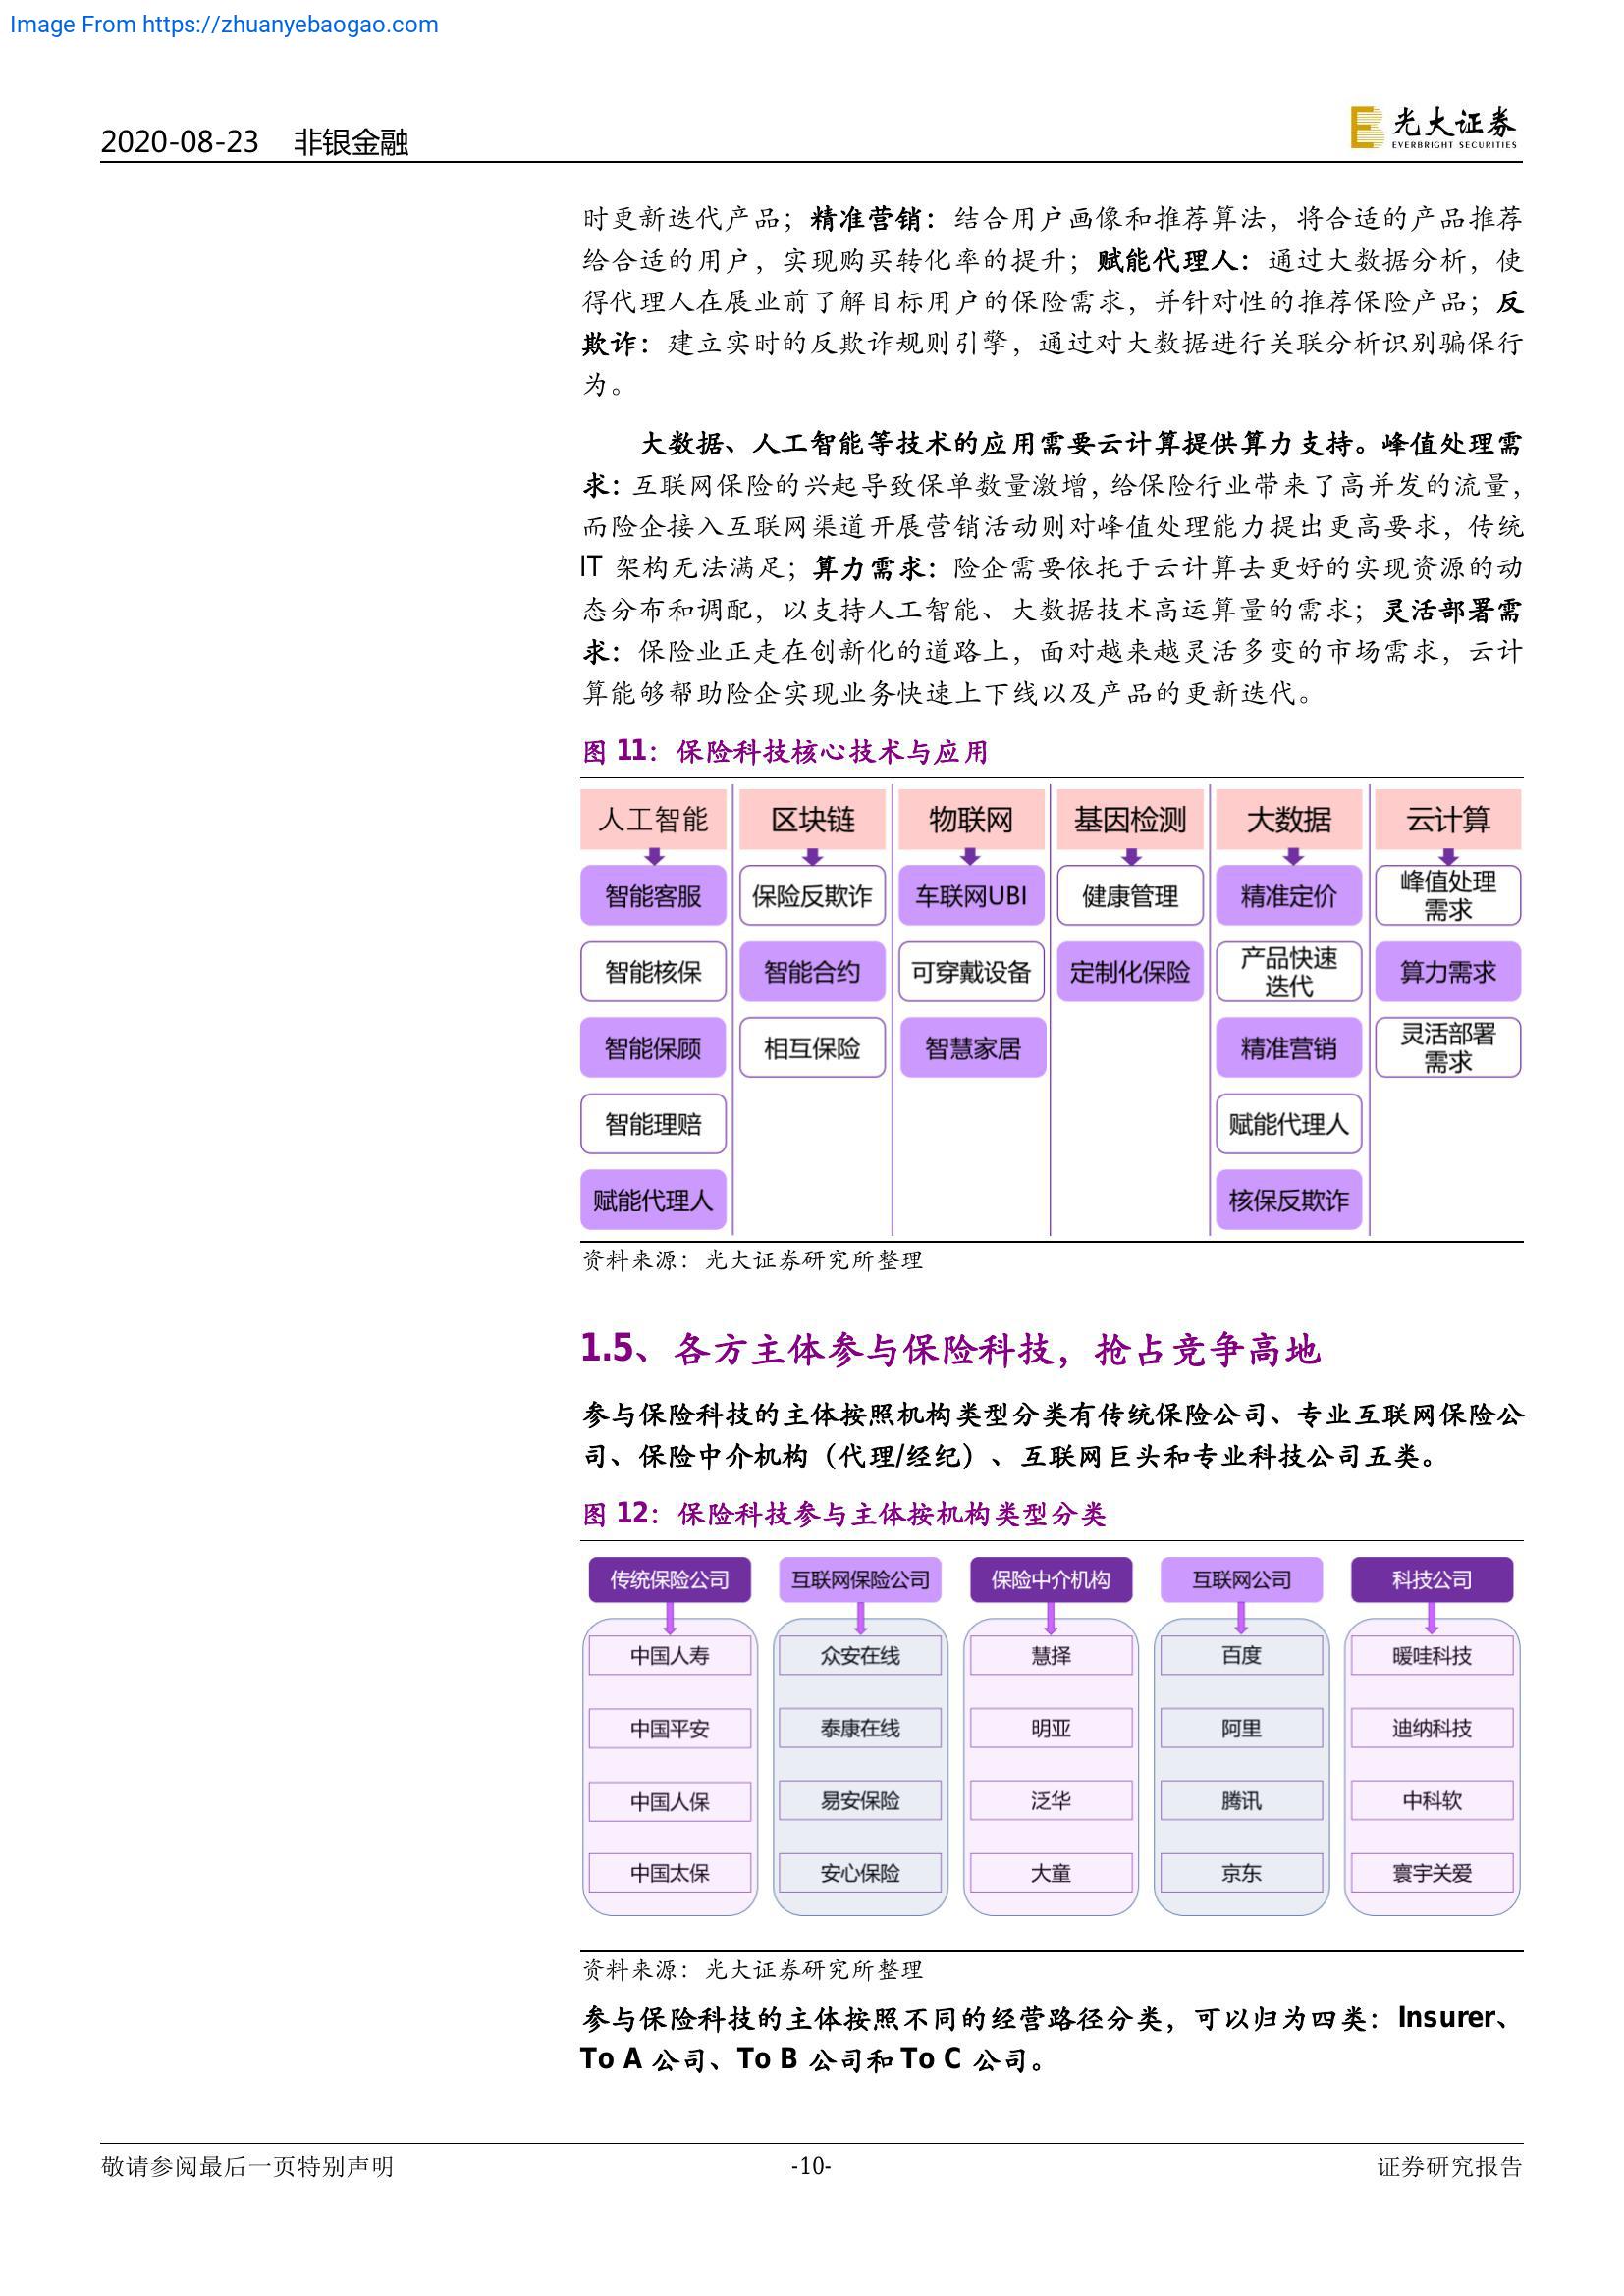 Image From https://zhuanyebaogao.com
2020-08-23 非银金融
光大证券
EVERBRIGHT SECURITIES
时更新迭代产品；精准营销：结合用户画像和推荐算法，将合适的产品推荐
给合适的用户，实现购买转化率的提升；赋能代理人：通过大数据分析，使
得代理人在展业前了解目标用户的保险需求，并针对性的推荐保险产品；反
欺诈：建立实时的反欺诈规则引擎，通过对大数据进行关联分析识别骗保行
为。
大数据、人工智能等技术的应用需要云计算提供算力支持。峰值处理需
求：互联网保险的兴起导致保单数量激增，给保险行业带来了高并发的流量，
而险企接入互联网渠道开展营销活动则对峰值处理能力提出更高要求，传统
IT 架构无法满足；算力需求：险企需要依托于云计算去更好的实现资源的动
态分布和调配，以支持人工智能、大数据技术高运算量的需求；灵活部署需
求：保险业正走在创新化的道路上，面对越来越灵活多变的市场需求，云计
算能够帮助险企实现业务快速上下线以及产品的更新迭代。
图 11：保险科技核心技术与应用
人工智能 区块链 物联网 基因检测 大数据 云计算
智能客服 保险反欺诈 车联网UBI 健康管理 精准定价 峰值处理
需求
智能核保 智能合约 可穿戴设备 定制化保险 产品快速
迭代 算力需求
智能保顾 相互保险 智慧家居 精准营销 灵活部署
需求
智能理赔 赋能代理人
赋能代理人 核保反欺诈
资料来源：光大证券研究所整理
1.5、各方主体参与保险科技，抢占竞争高地
参与保险科技的主体按照机构类型分类有传统保险公司、专业互联网保险公
司、保险中介机构（代理/经纪）、互联网巨头和专业科技公司五类。
图 12：保险科技参与主体按机构类型分类
传统保险公司 互联网保险公司 保险中介机构 互联网公司 科技公司
中国人寿 众安在线 慧择 百度 暖哇科技
中国平安 泰康在线 明亚 阿里 迪纳科技
中国人保 易安保险 泛华 腾讯 中科软
中国太保 安心保险 大童 京东 寰宇关爱
资料来源：光大证券研究所整理
参与保险科技的主体按照不同的经营路径分类，可以归为四类：Insurer、
To A 公司、To B 公司和 To C 公司。
敬请参阅最后一页特别声明 -10- 证券研究报告